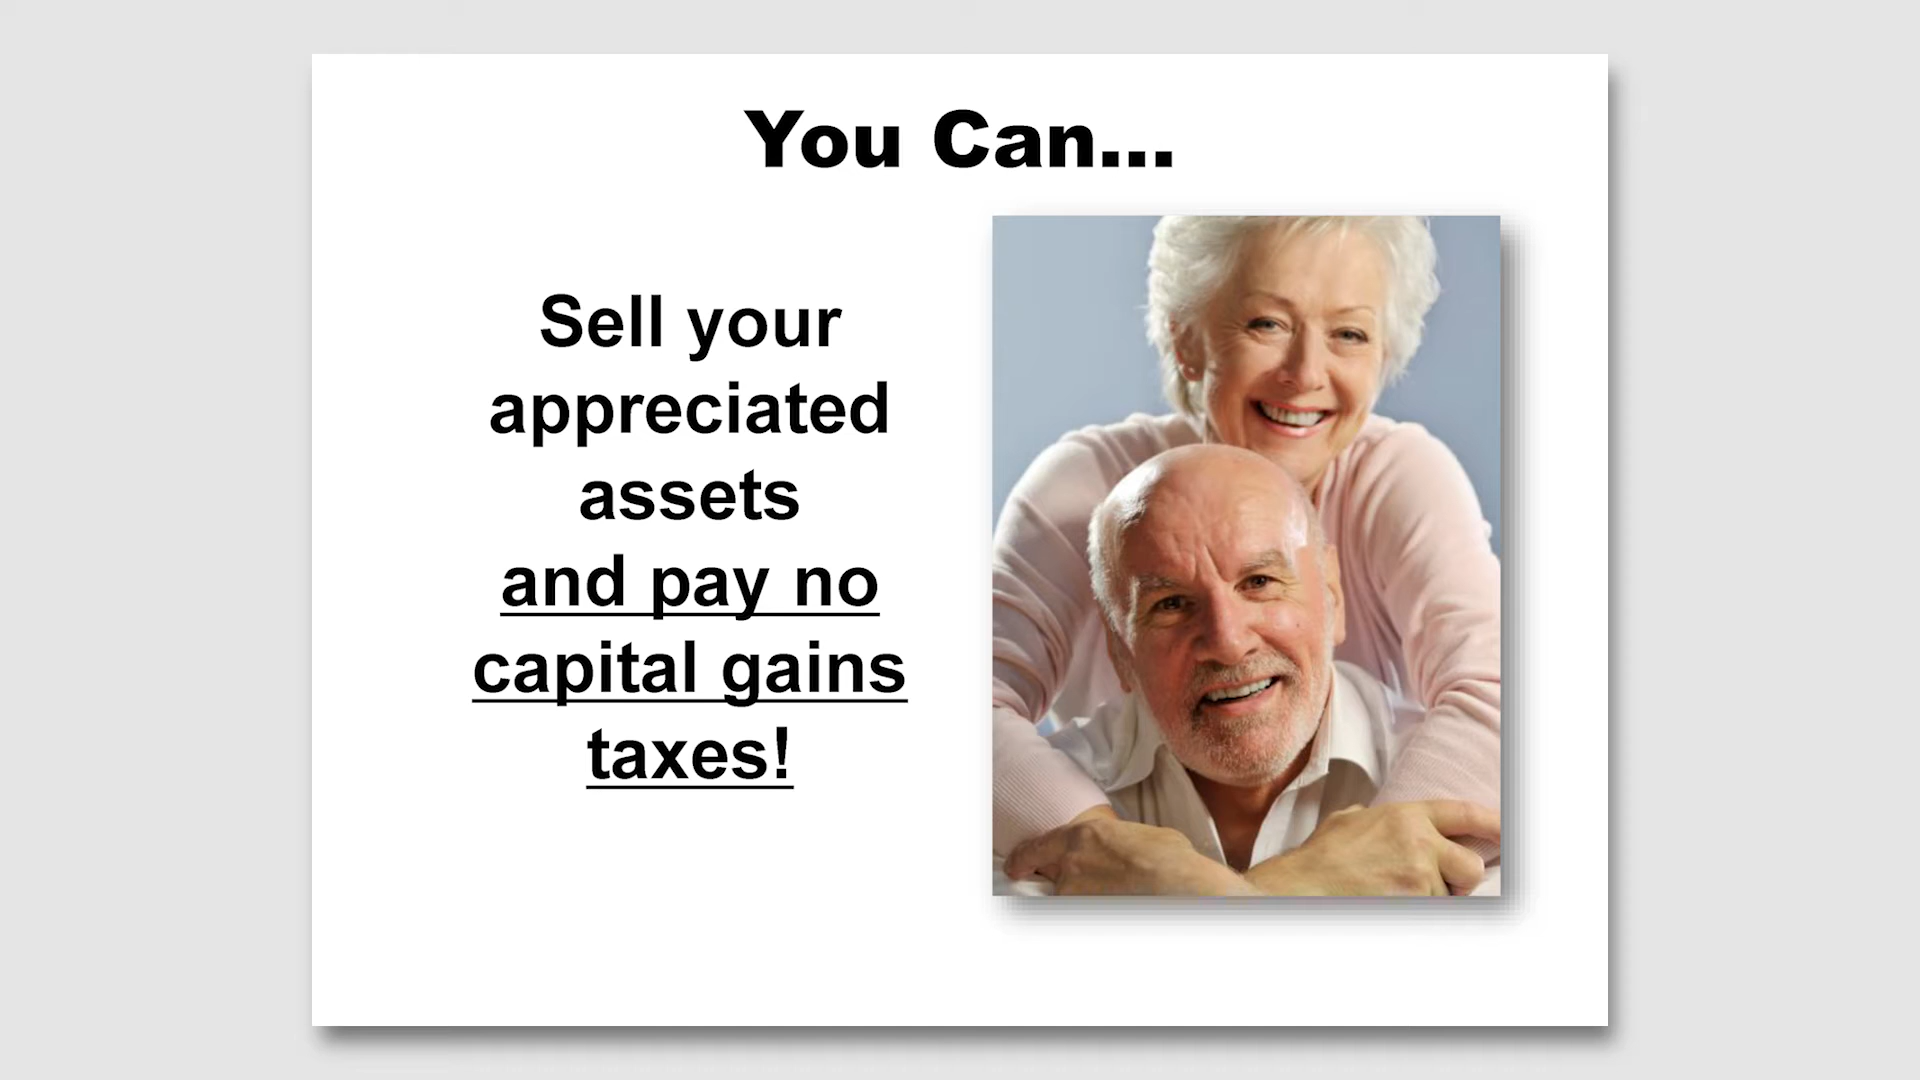 You Can...
Sell your
appreciated
assets
and pay no
capital gains
taxes!